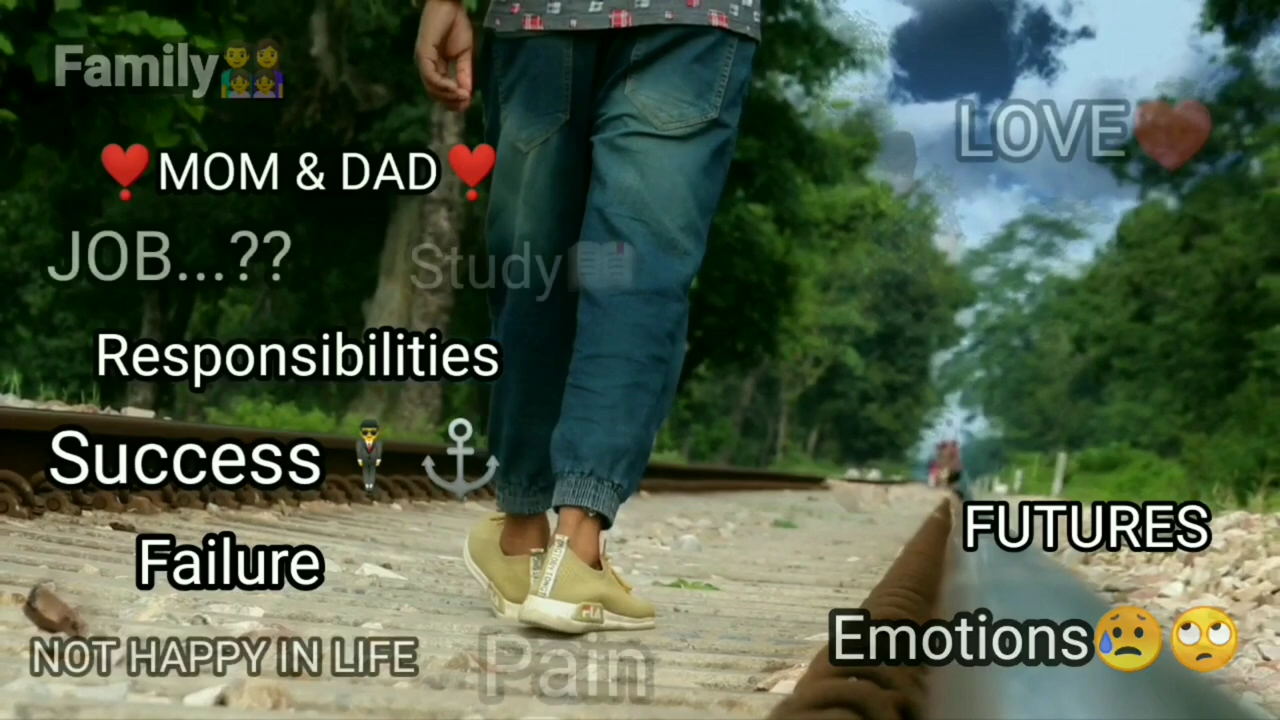 Family👨‍👩‍👧‍👧
LOVE❤️
❣️MOM & DAD❣️
JOB...??
Study📖
Responsibilities
Success🕴️ ⚓
Failure
FUTURES
Emotions😥🙄
NOT HAPPY IN LIFE
Pain